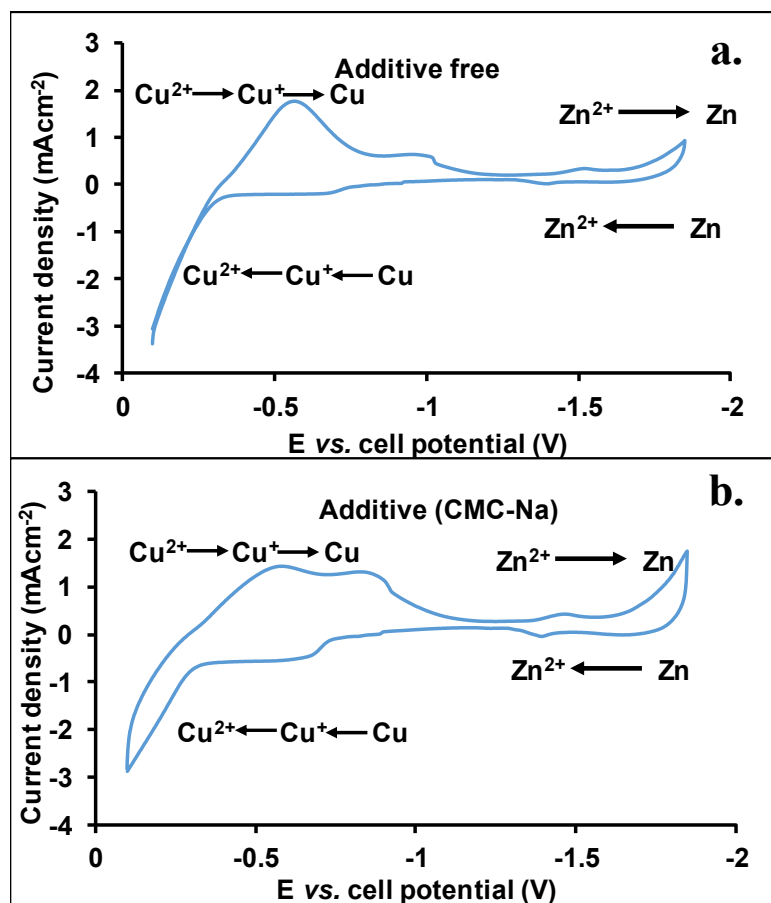 a.
Additive free
Cu²⁺ → Cu⁺ → Cu
Zn²⁺ → Zn
Zn²⁺ ← Zn
Cu²⁺ ← Cu⁺ ← Cu
Current density (mAcm⁻²)
3
2
1
0
-1
-2
-3
-4
0 -0.5 -1 -1.5 -2
E vs. cell potential (V)
b.
Additive (CMC-Na)
Cu²⁺ → Cu⁺ → Cu
Zn²⁺ → Zn
Zn²⁺ ← Zn
Cu²⁺ ← Cu⁺ ← Cu
Current density (mAcm⁻²)
3
2
1
0
-1
-2
-3
-4
0 -0.5 -1 -1.5 -2
E vs. cell potential (V)